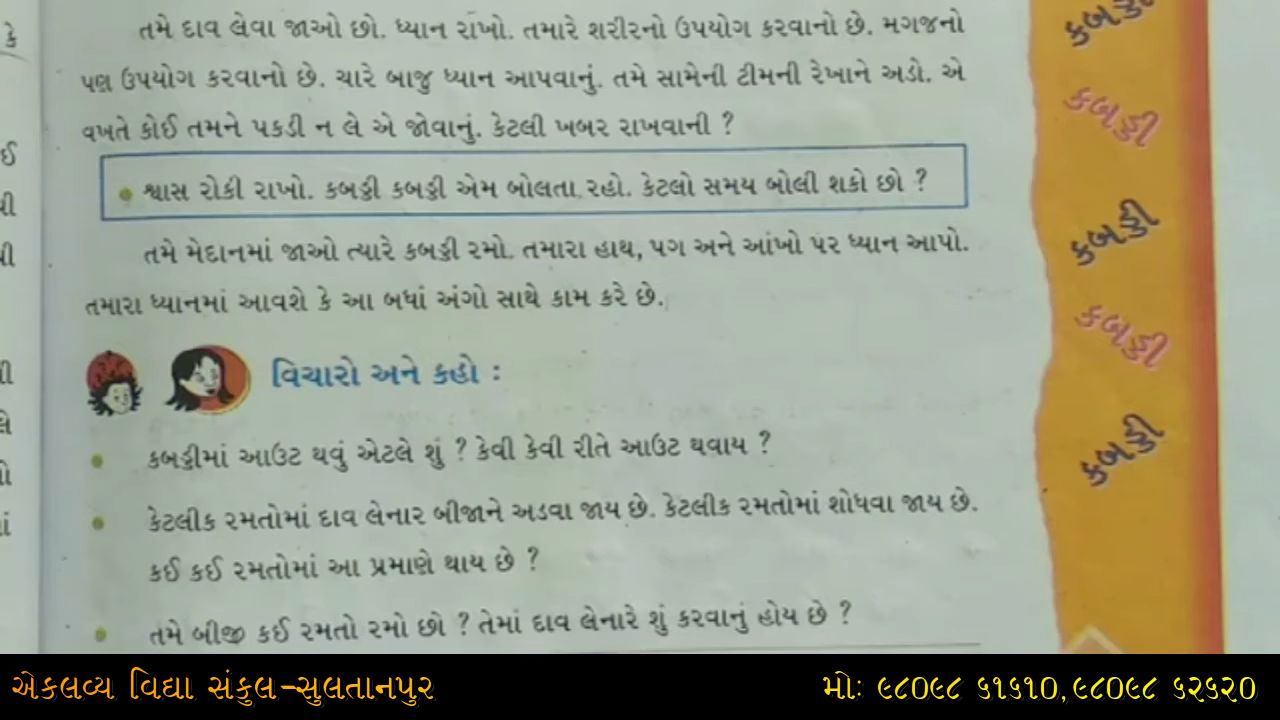 તમે દાવ લેવા જાઓ છો. ધ્યાન રાખો. તમારે શરીરનો ઉપયોગ કરવાનો છે. મગજનો
પણ ઉપયોગ કરવાનો છે. ચારે બાજુ ધ્યાન આપવાનું. તમે સામેની ટીમની રેખાને અડો. એ
વખતે કોઈ તમને પકડી ન લે એ જોવાનું. કેટલી ખબર રાખવાની ?
• શ્વાસ રોકી રાખો. કબડ્ડી કબડ્ડી એમ બોલતા રહો. કેટલો સમય બોલી શકો છો ?
તમે મેદાનમાં જાઓ ત્યારે કબડ્ડી રમો. તમારા હાથ, પગ અને આંખો પર ધ્યાન આપો.
તમારા ધ્યાનમાં આવશે કે આ બધાં અંગો સાથે કામ કરે છે.
વિચારો અને કહો :
• કબડ્ડીમાં આઉટ થવું એટલે શું ? કેવી કેવી રીતે આઉટ થવાય ?
• કેટલીક રમતોમાં દાવ લેનાર બીજાને અડવા જાય છે. કેટલીક રમતોમાં શોધવા જાય છે.
કઈ કઈ રમતોમાં આ પ્રમાણે થાય છે ?
• તમે બીજી કઈ રમતો રમો છો ? તેમાં દાવ લેનારે શું કરવાનું હોય છે ?
કબડ્ડી
કબડ્ડી
કબડ્ડી
કબડ્ડી
કબડ્ડી
એકલવ્ય વિદ્યા સંકુલ-સુલતાનપુર
મોઃ ૯૮૦૯૮ ૬૧૬૧૦,૯૮૦૯૮ ૬૨૬૨૦